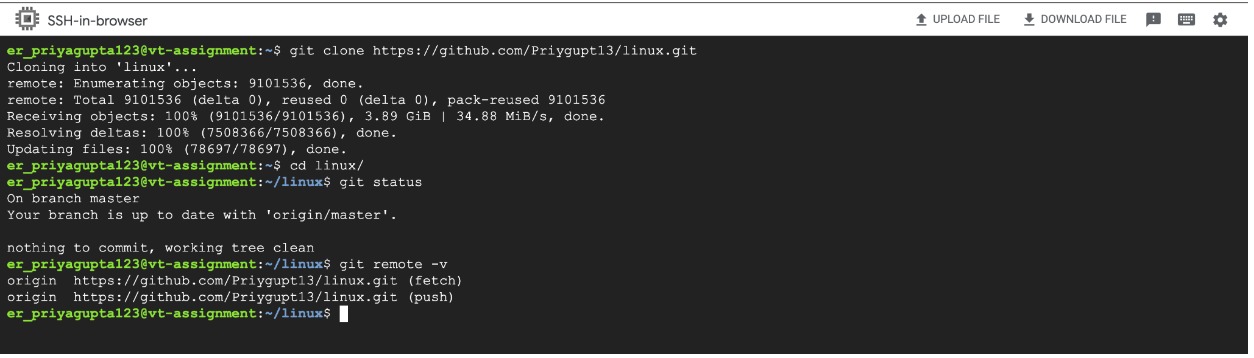 SSH-in-browser
UPLOAD FILE
DOWNLOAD FILE
er_priyagupta123@vt-assignment:~$ git clone https://github.com/Priygupt13/linux.git
Cloning into 'linux'...
remote: Enumerating objects: 9101536, done.
remote: Total 9101536 (delta 0), reused 0 (delta 0), pack-reused 9101536
Receiving objects: 100% (9101536/9101536), 3.89 GiB | 34.88 MiB/s, done.
Resolving deltas: 100% (7508366/7508366), done.
Updating files: 100% (78697/78697), done.
er_priyagupta123@vt-assignment:~$ cd linux/
er_priyagupta123@vt-assignment:~/linux$ git status
On branch master
Your branch is up to date with 'origin/master'.
nothing to commit, working tree clean
er_priyagupta123@vt-assignment:~/linux$ git remote -v
origin  https://github.com/Priygupt13/linux.git (fetch)
origin  https://github.com/Priygupt13/linux.git (push)
er_priyagupta123@vt-assignment:~/linux$